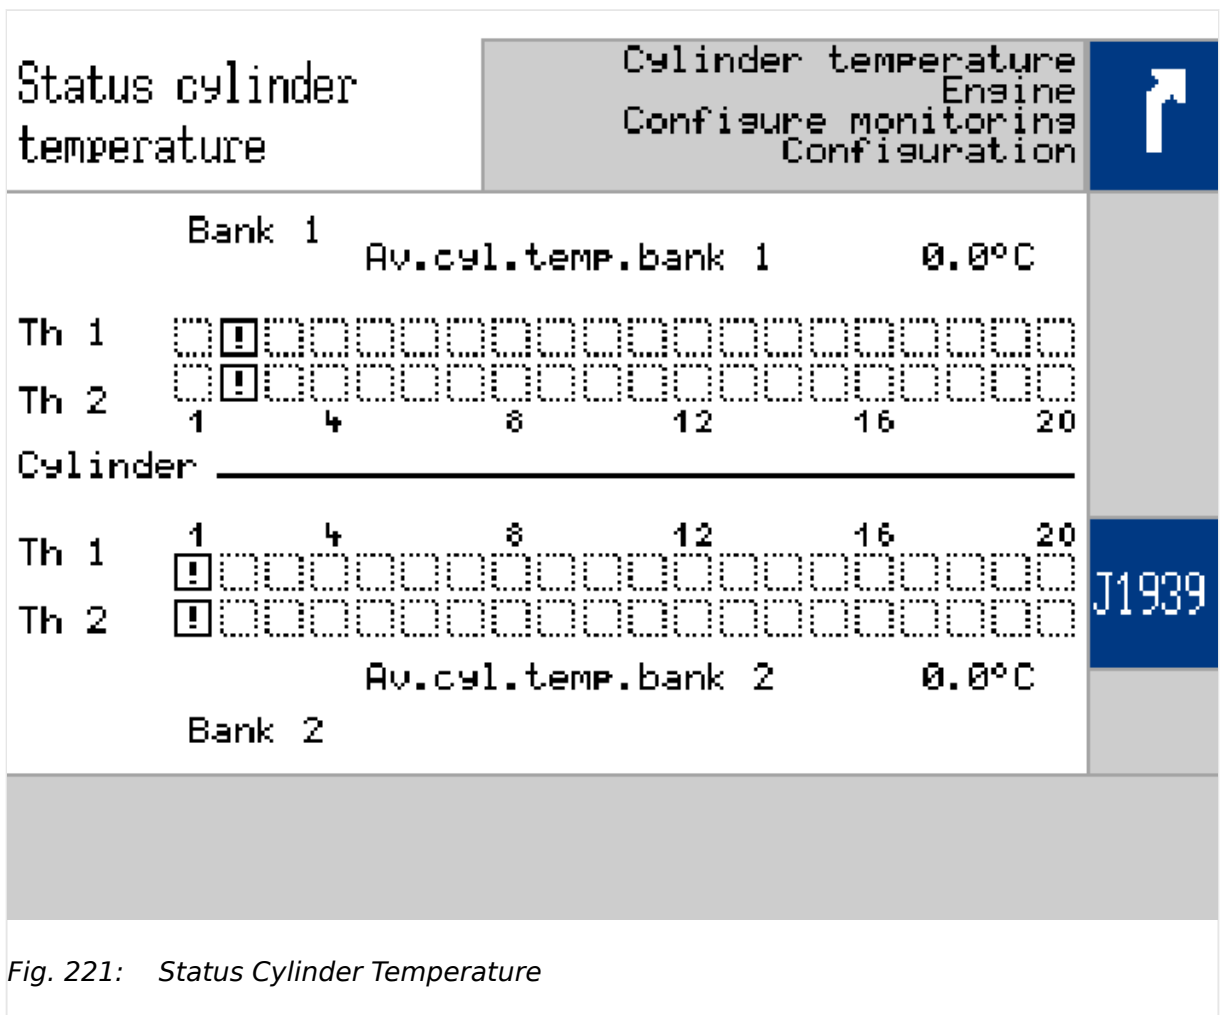 Status cylinder
temperature
Cylinder temperature
Engine
Configure monitoring
Configuration
Bank 1
Av.cyl.temp.bank 1 0.0°C
Th 1 !
Th 2 !
1 4 8 12 16 20
Cylinder
1 4 8 12 16 20
Th 1 !
Th 2 !
J1939
Av.cyl.temp.bank 2 0.0°C
Bank 2
Fig. 221: Status Cylinder Temperature